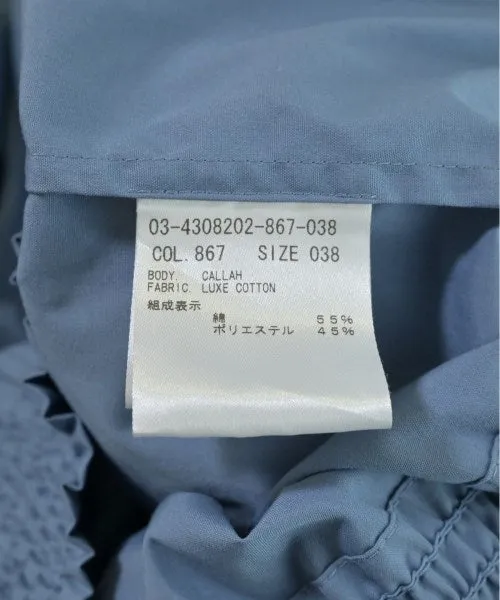 03-4308202-867-038
COL. 867 SIZE 038
BODY. CALLAH
FABRIC. LUXE COTTON
組成表示
綿 55%
ポリエステル 45%